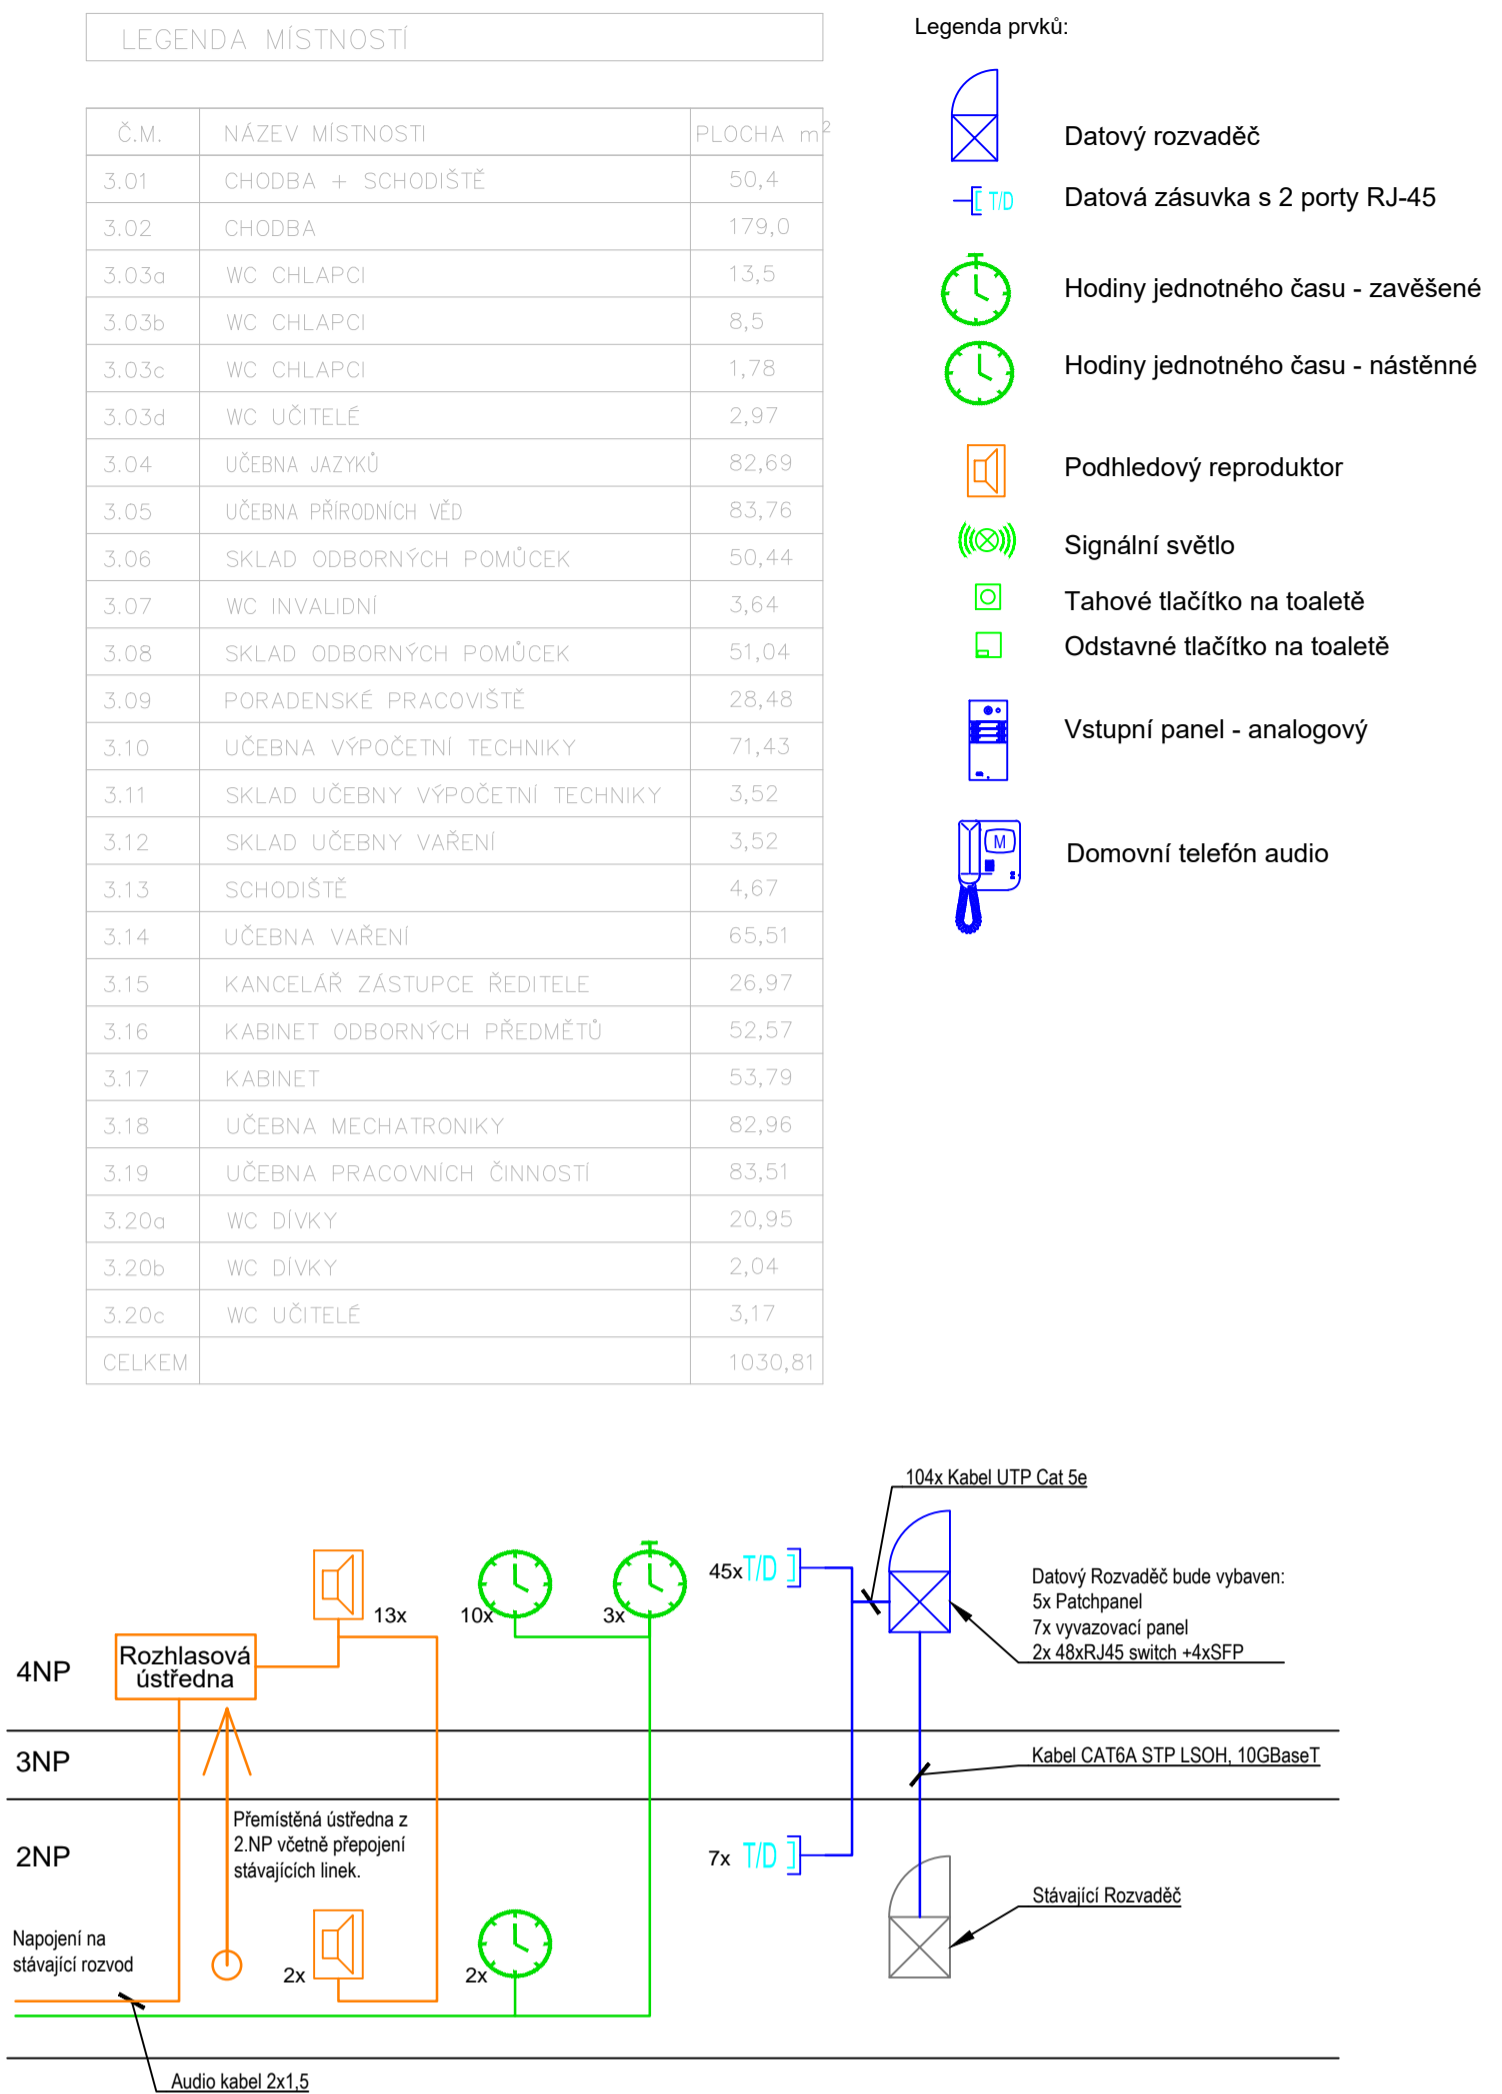 LEGENDA MÍSTNOSTÍ
Č.M. NÁZEV MÍSTNOSTI PLOCHA m²
3.01 CHODBA + SCHODIŠTĚ 50,4
3.02 CHODBA 179,0
3.03a WC CHLAPCI 13,5
3.03b WC CHLAPCI 8,5
3.03c WC CHLAPCI 1,78
3.03d WC UČITELÉ 2,97
3.04 UČEBNA JAZYKŮ 82,69
3.05 UČEBNA PŘÍRODNÍCH VĚD 83,76
3.06 SKLAD ODBORNÝCH POMŮCEK 50,44
3.07 WC INVALIDNÍ 3,64
3.08 SKLAD ODBORNÝCH POMŮCEK 51,04
3.09 PORADENSKÉ PRACOVIŠTĚ 28,48
3.10 UČEBNA VÝPOČETNÍ TECHNIKY 71,43
3.11 SKLAD UČEBNY VÝPOČETNÍ TECHNIKY 3,52
3.12 SKLAD UČEBNY VAŘENÍ 3,52
3.13 SCHODIŠTĚ 4,67
3.14 UČEBNA VAŘENÍ 65,51
3.15 KANCELÁŘ ZÁSTUPCE ŘEDITELE 26,97
3.16 KABINET ODBORNÝCH PŘEDMĚTŮ 52,57
3.17 KABINET 53,79
3.18 UČEBNA MECHATRONIKY 82,96
3.19 UČEBNA PRACOVNÍCH ČINNOSTÍ 83,51
3.20a WC DÍVKY 20,95
3.20b WC DÍVKY 2,04
3.20c WC UČITELÉ 3,17
CELKEM 1030,81
Legenda prvků:
Datový rozvaděč
T/D Datová zásuvka s 2 porty RJ-45
Hodiny jednotného času - zavěšené
Hodiny jednotného času - nástěnné
Podhledový reproduktor
Signální světlo
Tahové tlačítko na toaletě
Odstavné tlačítko na toaletě
Vstupní panel - analogový
M Domovní telefón audio
104x Kabel UTP Cat 5e
45x T/D
13x
10x
3x
Datový Rozvaděč bude vybaven:
5x Patchpanel
7x vyvazovací panel
2x 48xRJ45 switch +4xSFP
4NP
Rozhlasová
ústředna
3NP
Kabel CAT6A STP LSOH, 10GBaseT
2NP
Přemístěná ústředna z
2.NP včetně přepojení
stávajících linek.
7x T/D
Stávající Rozvaděč
Napojení na
stávající rozvod
2x
2x
Audio kabel 2x1,5